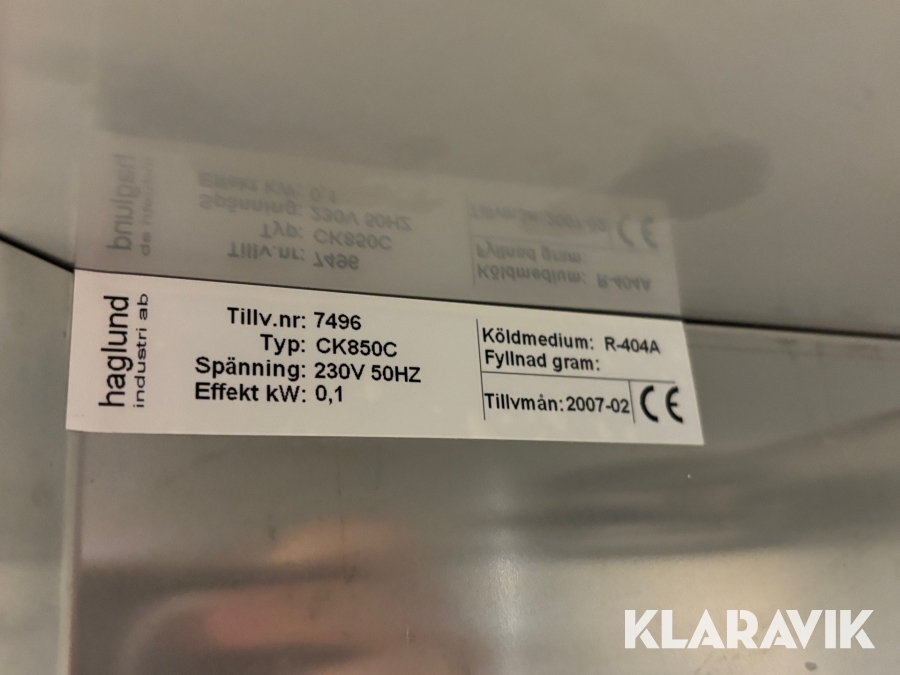 haglund
industri ab
Tillv.nr: 7496
Typ: CK850C
Spänning: 230V 50HZ
Effekt kW: 0,1
Köldmedium: R-404A
Fyllnad gram:
Tillvmån: 2007-02 CE
KLARAVIK